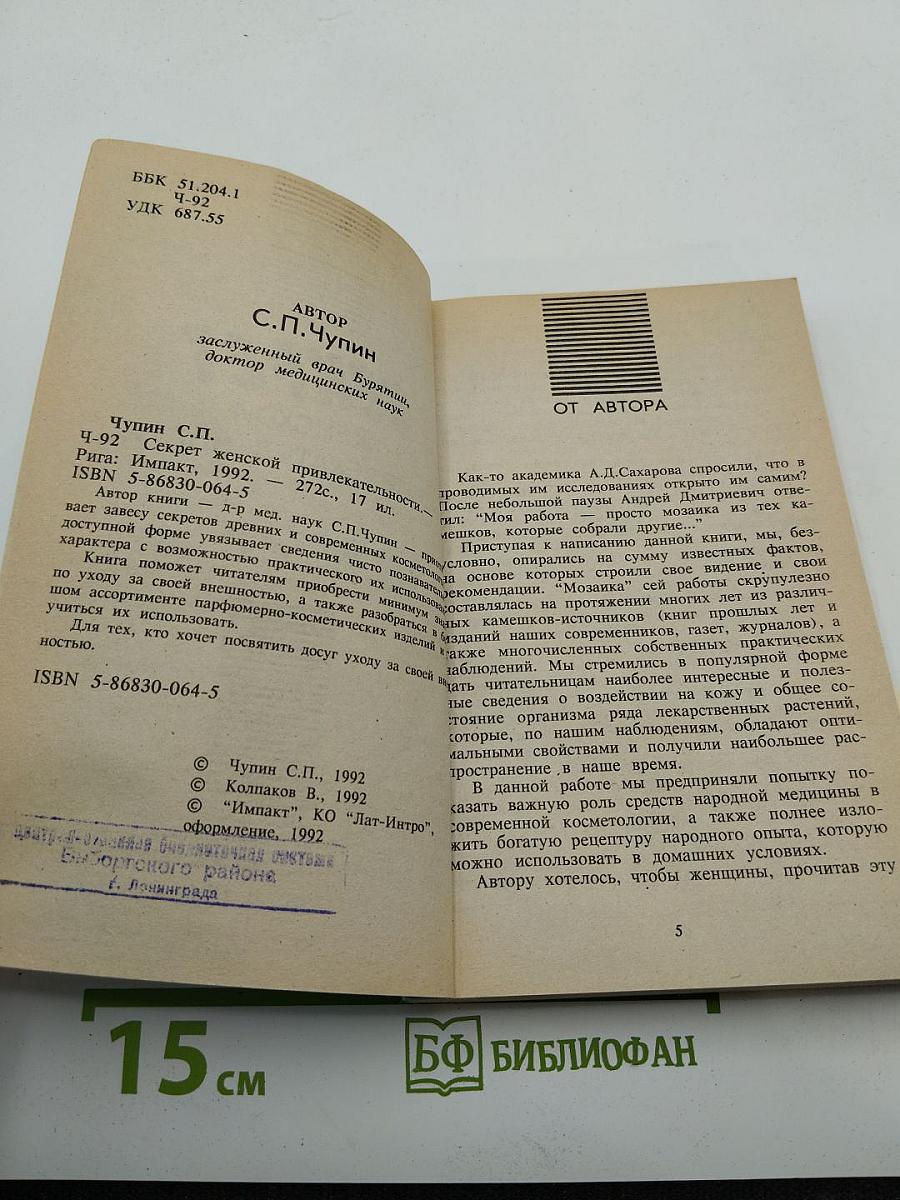 ББК 51.204.1
Ч-92
УДК 687.55
АВТОР
С.П.Чупин
заслуженный врач Бурятии,
доктор медицинских наук
Чупин С.П.
Ч-92 Секрет женской привлекательности.—
Рига: Импакт, 1992. — 272с., 17 ил.
ISBN 5-86830-064-5
Автор книги — д-р мед. наук С.П.Чупин —
вает завесу секретов древних и современных
доступной форме увязывает сведения чисто
характера с возможностью практического их
Книга поможет читателям приобрести минимум
по уходу за своей внешностью, а также разобраться в
шом ассортименте парфюмерно-косметических изделий и
учиться их использовать.
Для тех, кто хочет посвятить досуг уходу за своей
ностью.
ISBN 5-86830-064-5
© Чупин С.П., 1992
© Колпаков В., 1992
© "Импакт", КО "Лат-Интро",
оформление, 1992
Выборгского района
г. Ленинграда
ОТ АВТОРА
Как-то академика А.Д.Сахарова спросили, что в
проводимых им исследованиях открыто им самим?
После небольшой паузы Андрей Дмитриевич отве-
тил: "Моя работа — просто мозаика из тех ка-
мешков, которые собрали другие..."
Приступая к написанию данной книги, мы, без-
условно, опирались на сумму известных фактов,
на основе которых строили свое видение и свои
рекомендации. "Мозаика" сей работы скрупулезно
составлялась на протяжении многих лет из различ-
ных камешков-источников (книг прошлых лет и
изданий наших современников, газет, журналов), а
также многочисленных собственных практических
наблюдений. Мы стремились в популярной форме
дать читательницам наиболее интересные и полез-
ные сведения о воздействии на кожу и общее со-
стояние организма ряда лекарственных растений,
которые, по нашим наблюдениям, обладают опти-
мальными свойствами и получили наибольшее рас-
пространение в наше время.
В данной работе мы предприняли попытку по-
казать важную роль средств народной медицины в
современной косметологии, а также полнее изло-
жить богатую рецептуру народного опыта, которую
можно использовать в домашних условиях.
Автору хотелось, чтобы женщины, прочитав эту
5
15 см
БФ БИБЛИОФАН